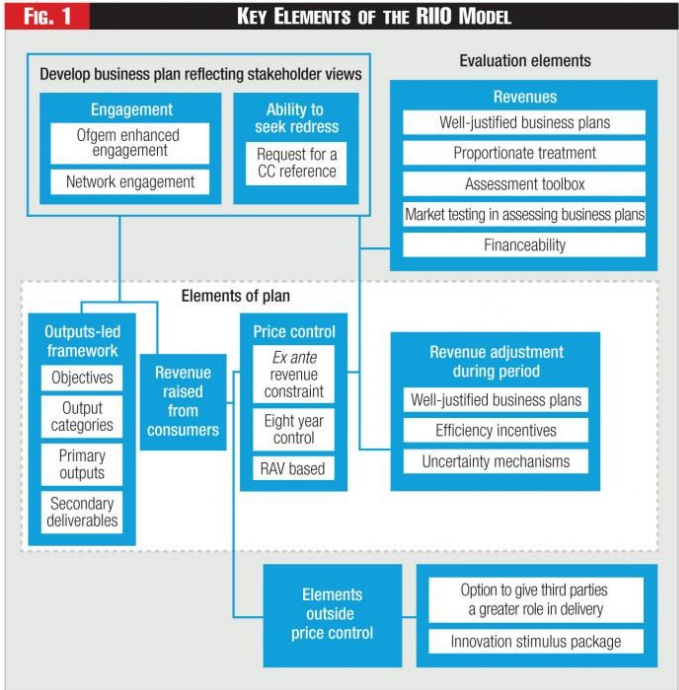 FIG. 1
KEY ELEMENTS OF THE RIIO MODEL
Develop business plan reflecting stakeholder views
Engagement
Ofgem enhanced
engagement
Network engagement
Ability to
seek redress
Request for a
CC reference
Evaluation elements
Revenues
Well-justified business plans
Proportionate treatment
Assessment toolbox
Market testing in assessing business plans
Financeability
Elements of plan
Outputs-led
framework
Objectives
Output
categories
Primary
outputs
Secondary
deliverables
Revenue
raised
from
consumers
Price control
Ex ante
revenue
constraint
Eight year
control
RAV based
Revenue adjustment
during period
Well-justified business plans
Efficiency incentives
Uncertainty mechanisms
Elements
outside
price control
Option to give third parties
a greater role in delivery
Innovation stimulus package